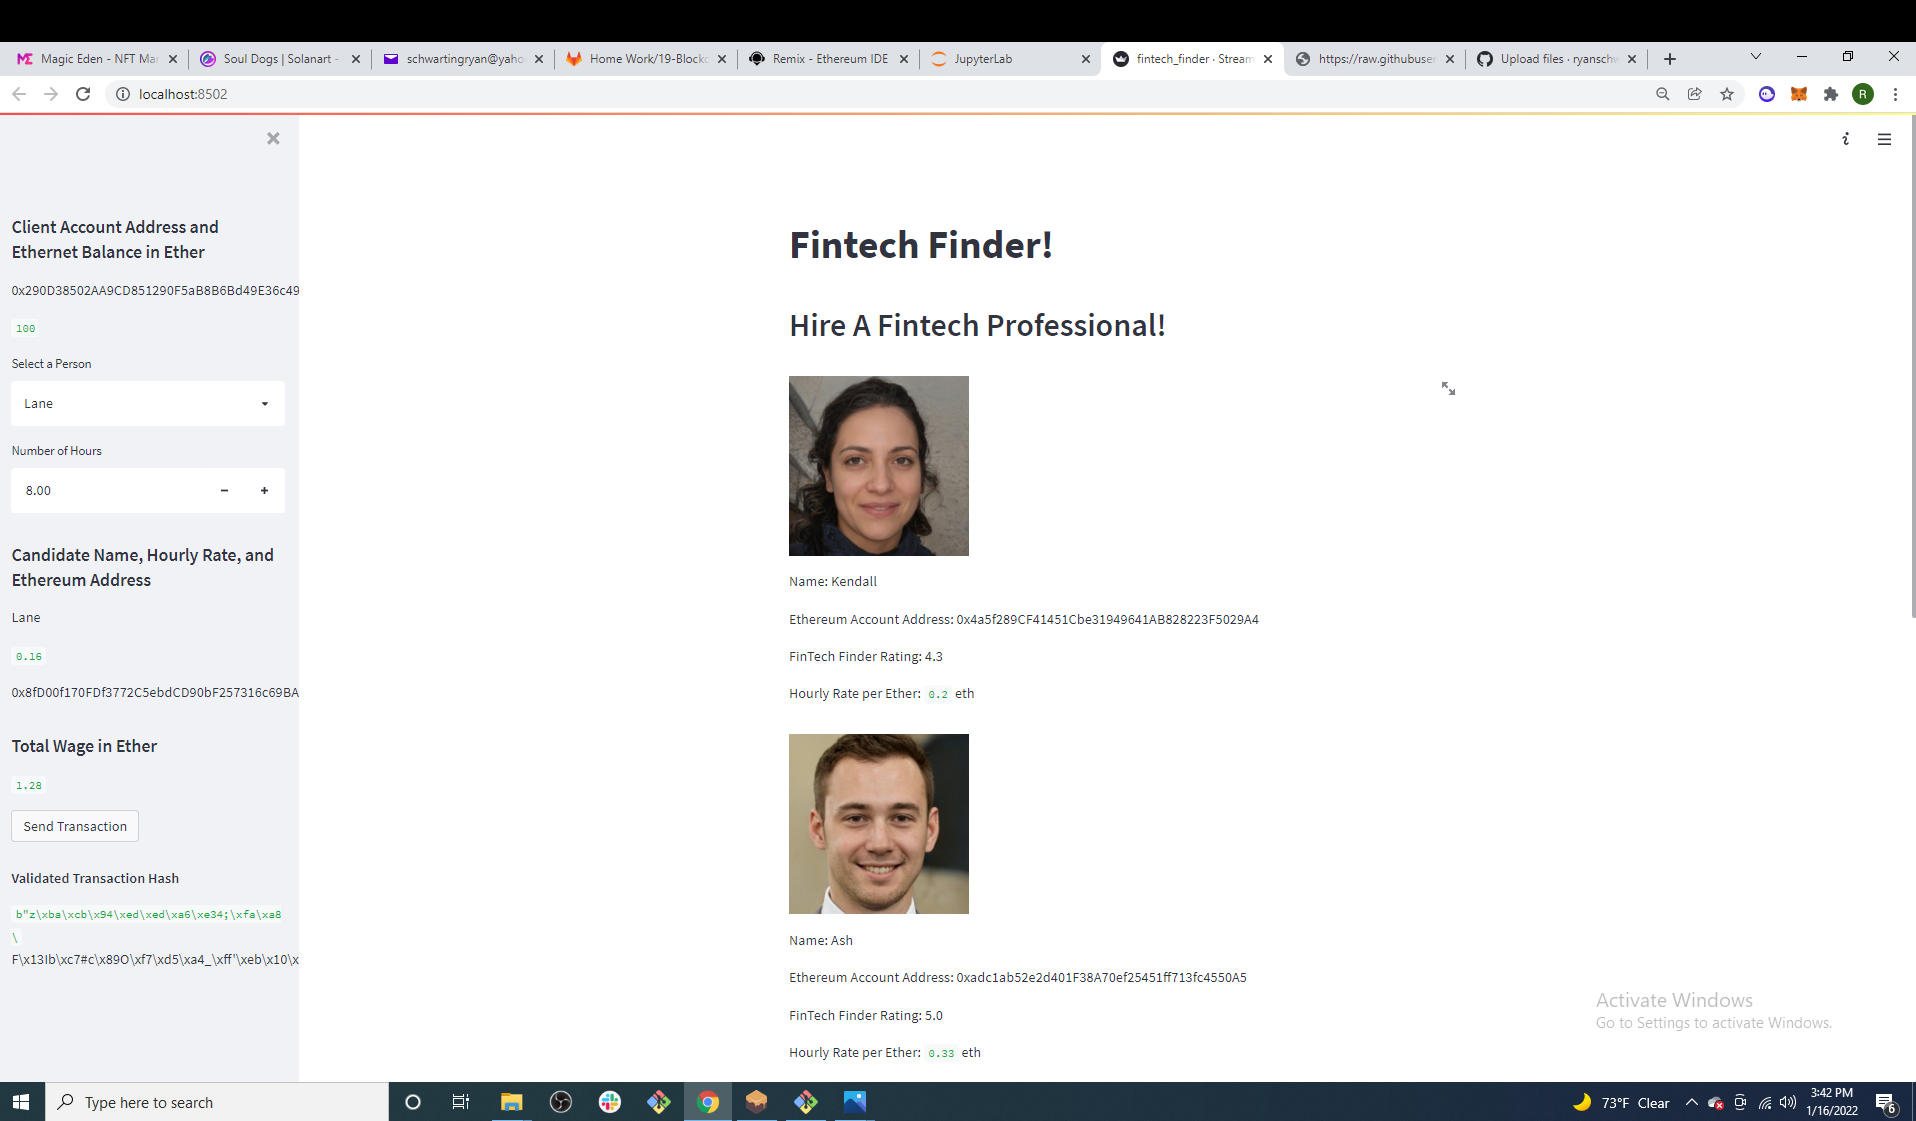 Magic Eden - NFT Mar
Soul Dogs | Solanart -
schwartingryan@yaho
Home Work/19-Blockc
Remix - Ethereum IDE
JupyterLab
fintech_finder · Stream
https://raw.githubuser
Upload files · ryanschw
localhost:8502
R
Client Account Address and
Ethernet Balance in Ether
0x290D38502AA9CD851290F5aB8B6Bd49E36c49
100
Select a Person
Lane
Number of Hours
8.00
Candidate Name, Hourly Rate, and
Ethereum Address
Lane
0.16
0x8fD00f170FDf3772C5ebdCD90bF257316c69BA
Total Wage in Ether
1.28
Send Transaction
Validated Transaction Hash
b"z\xba\xcb\x94\xed\xed\xa6\xe34;\xfa\xa8
\
F\x13Ib\xc7#c\x89O\xf7\xd5\xa4_\xff'\xeb\x10\x
Fintech Finder!
Hire A Fintech Professional!
Name: Kendall
Ethereum Account Address: 0x4a5f289CF41451Cbe31949641AB828223F5029A4
FinTech Finder Rating: 4.3
Hourly Rate per Ether: 0.2 eth
Name: Ash
Ethereum Account Address: 0xadc1ab52e2d401F38A70ef25451ff713fc4550A5
FinTech Finder Rating: 5.0
Hourly Rate per Ether: 0.33 eth
Activate Windows
Go to Settings to activate Windows.
Type here to search
73°F Clear
3:42 PM
1/16/2022
6